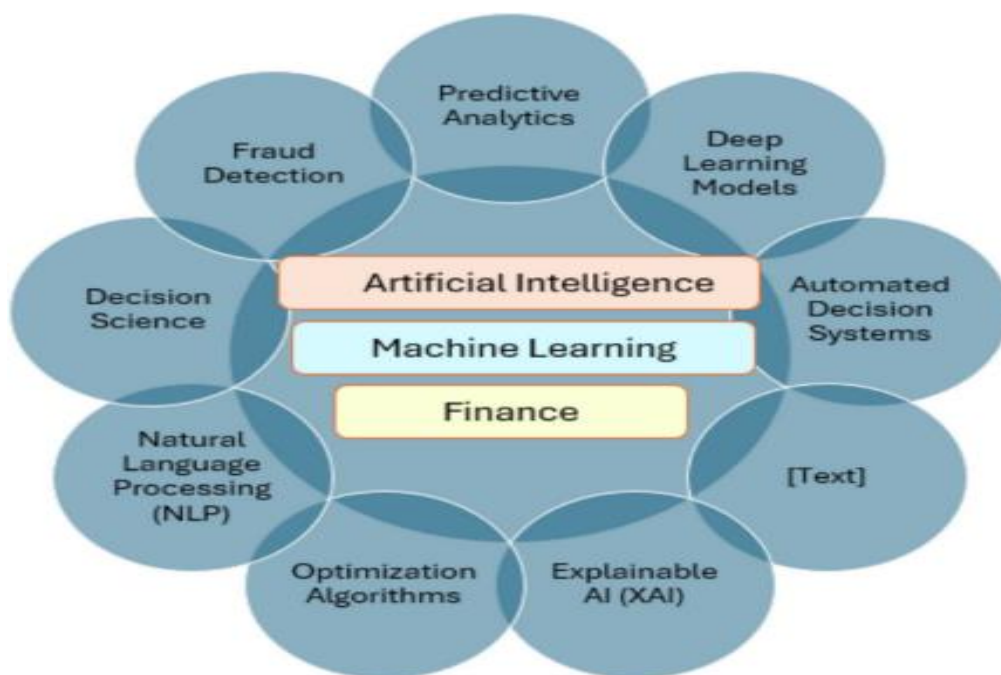 Predictive
Analytics
Deep
Learning
Models
Fraud
Detection
Artificial Intelligence
Automated
Decision
Systems
Decision
Science
Machine Learning
Finance
Natural
Language
Processing
(NLP)
[Text]
Optimization
Algorithms
Explainable
AI (XAI)